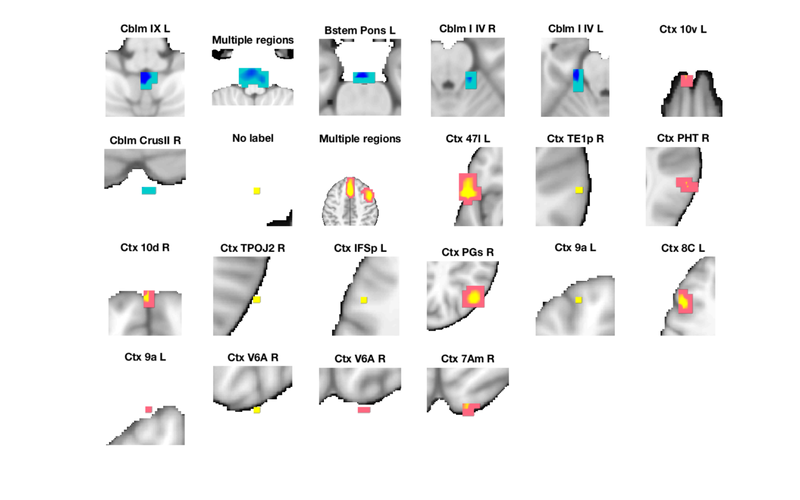 Cblm IX L
Multiple regions
Bstem Pons L
Cblm I IV R
Cblm I IV L
Ctx 10v L
Cblm CrusII R
No label
Multiple regions
Ctx 47l L
Ctx TE1p R
Ctx PHT R
Ctx 10d R
Ctx TPOJ2 R
Ctx IFSp L
Ctx PGs R
Ctx 9a L
Ctx 8C L
Ctx 9a L
Ctx V6A R
Ctx V6A R
Ctx 7Am R